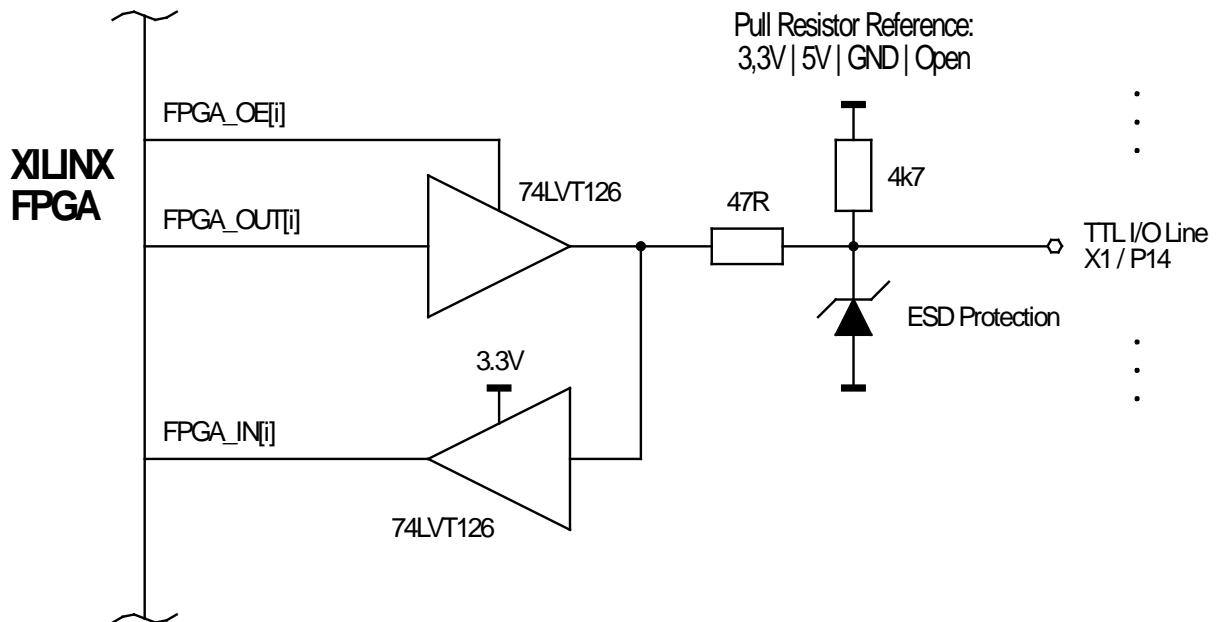 Pull Resistor Reference:
3,3V | 5V | GND | Open
FPGA_OE[i]
XILINX
FPGA
74LVT126
4k7
47R
FPGA_OUT[i]
TTL I/O Line
X1 / P14
ESD Protection
3.3V
FPGA_IN[i]
74LVT126